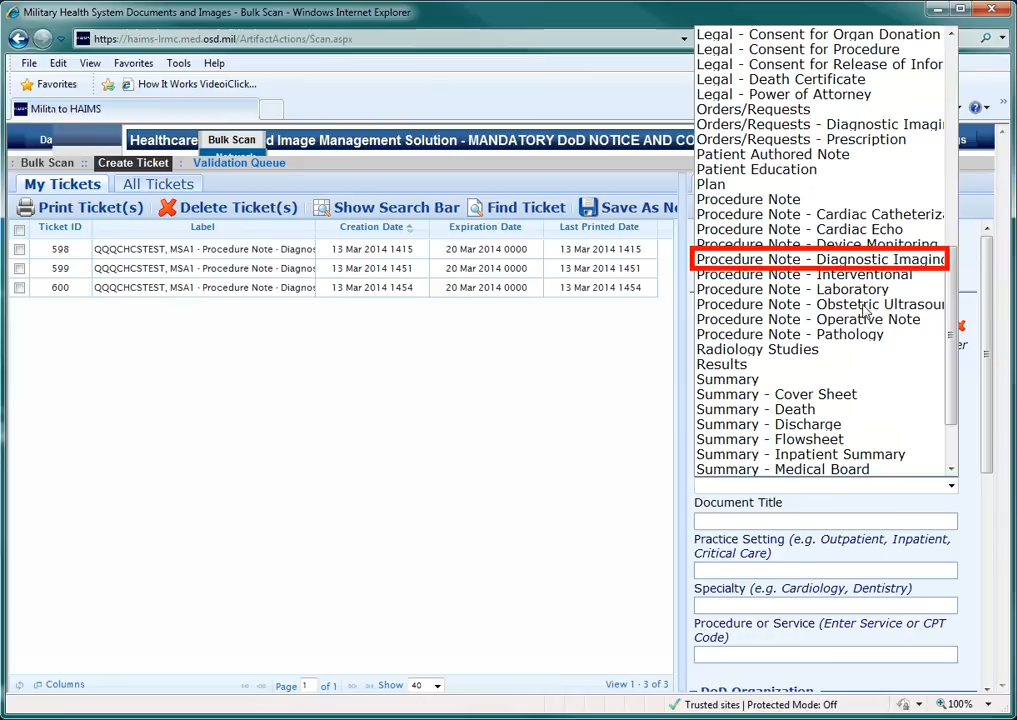 Military Health System Documents and Images - Bulk Scan - Windows Internet Explorer
https://haims-lrmc.med.osd.mil/ArtifactActions/Scan.aspx
File Edit View Favorites Tools Help
Favorites How It Works VideoiClick...
Milita to HAIMS
Da Healthcare Bulk Scan d Image Management Solution - MANDATORY DoD NOTICE AND CO
Bulk Scan :: Create Ticket : Validation Queue
My Tickets All Tickets
Print Ticket(s) Delete Ticket(s) Show Search Bar Find Ticket Save As N
Ticket ID Label Creation Date Expiration Date Last Printed Date
598 QQQCHCSTEST, MSA1 - Procedure Note - Diagnos 13 Mar 2014 1415 20 Mar 2014 0000 13 Mar 2014 1415
599 QQQCHCSTEST, MSA1 - Procedure Note - Diagnos 13 Mar 2014 1451 20 Mar 2014 0000 13 Mar 2014 1451
600 QQQCHCSTEST, MSA1 - Procedure Note - Diagnos 13 Mar 2014 1454 20 Mar 2014 0000 13 Mar 2014 1454
Legal - Consent for Organ Donation
Legal - Consent for Procedure
Legal - Consent for Release of Infor
Legal - Death Certificate
Legal - Power of Attorney
Orders/Requests
Orders/Requests - Diagnostic Imagi
Orders/Requests - Prescription
Patient Authored Note
Patient Education
Plan
Procedure Note
Procedure Note - Cardiac Catheteriza
Procedure Note - Cardiac Echo
Procedure Note - Device Monitoring
Procedure Note - Diagnostic Imaging
Procedure Note - Interventional
Procedure Note - Laboratory
Procedure Note - Obstetric Ultrasour
Procedure Note - Operative Note
Procedure Note - Pathology
Radiology Studies
Results
Summary
Summary - Cover Sheet
Summary - Death
Summary - Discharge
Summary - Flowsheet
Summary - Inpatient Summary
Summary - Medical Board
Document Title
Practice Setting (e.g. Outpatient, Inpatient,
Critical Care)
Specialty (e.g. Cardiology, Dentistry)
Procedure or Service (Enter Service or CPT
Code)
DoD Organization
Columns Page 1 of 1 Show 40 View 1 - 3 of 3
Trusted sites | Protected Mode: Off 100%